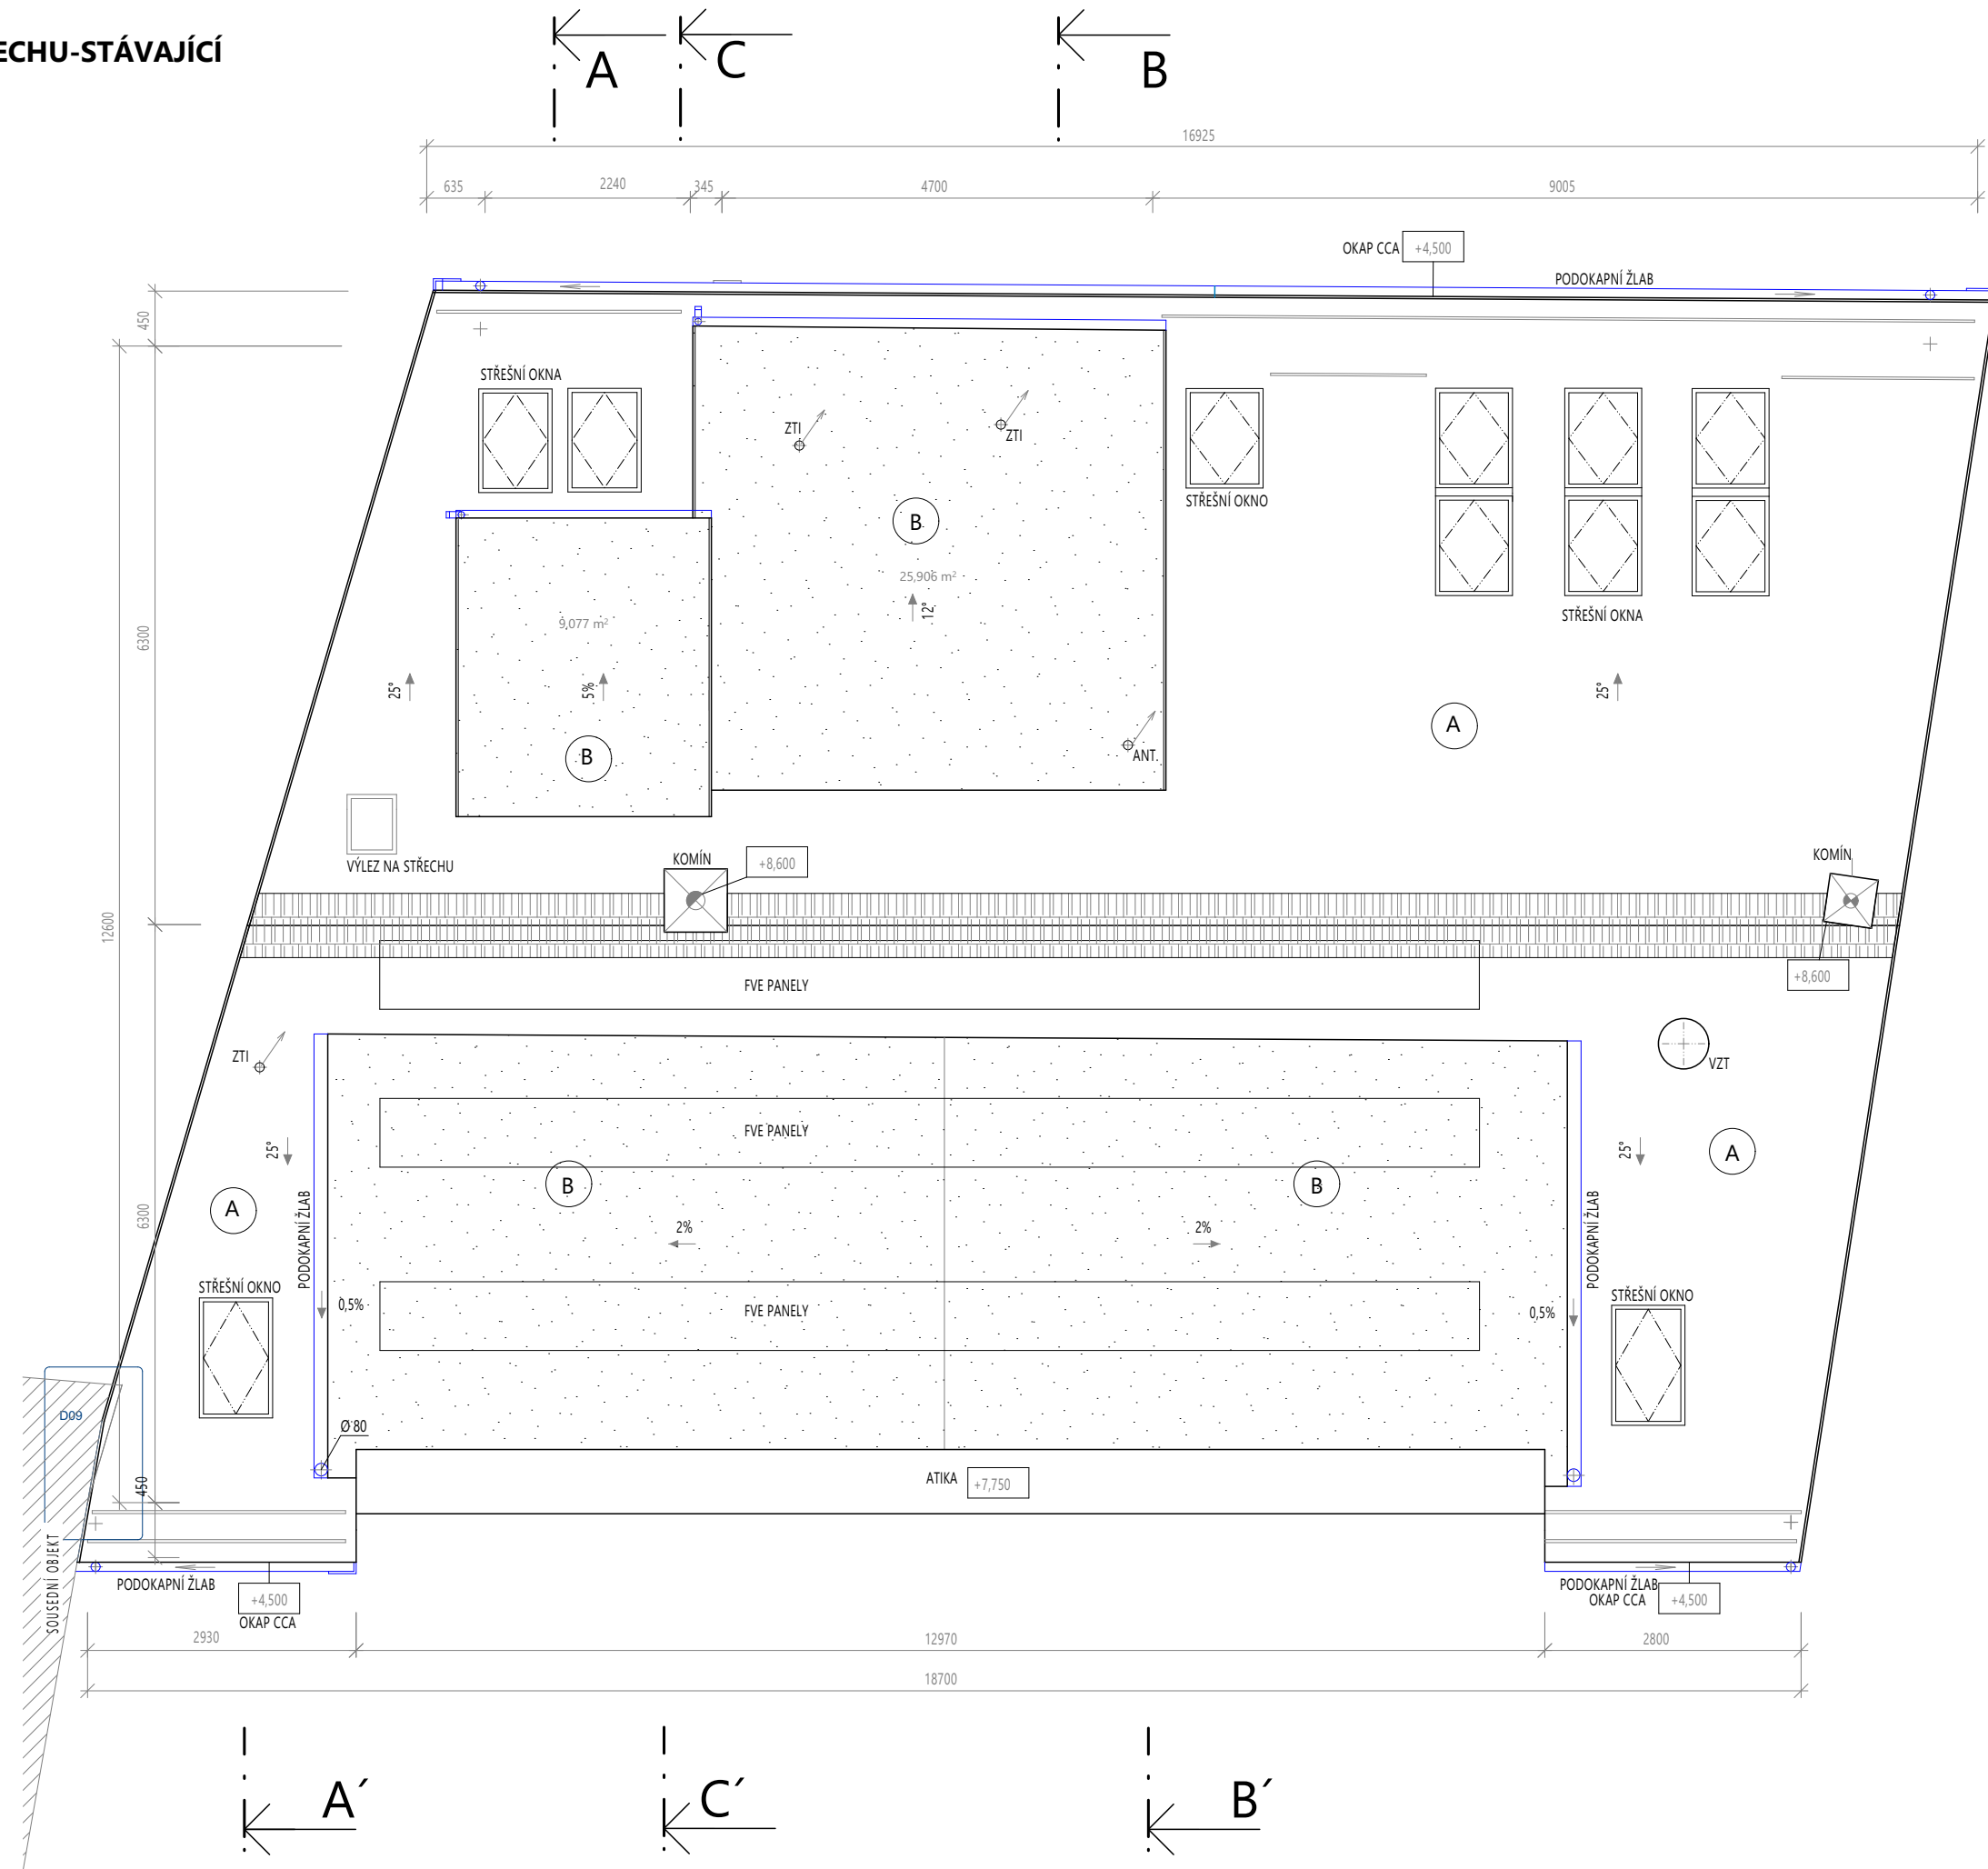 ECHU-STÁVAJÍCÍ
A
C
B
16925
635
2240
345
4700
9005
OKAP CCA
+4,500
PODOKAPNÍ ŽLAB
450
STŘEŠNÍ OKNA
ZTI
ZTI
STŘEŠNÍ OKNO
B
25,906 m²
12°
9,077 m²
STŘEŠNÍ OKNA
6300
25°
5%
25°
A
B
ANT.
VÝLEZ NA STŘECHU
KOMÍN
+8,600
KOMÍN
12600
FVE PANELY
+8,600
ZTI
VZT
FVE PANELY
25°
25°
A
B
B
A
6300
PODOKAPNÍ ŽLAB
2%
2%
PODOKAPNÍ ŽLAB
STŘEŠNÍ OKNO
STŘEŠNÍ OKNO
0,5%
FVE PANELY
0,5%
D09
Ø 80
450
ATIKA
+7,750
SOUSEDNÍ OBJEKT
PODOKAPNÍ ŽLAB
+4,500
OKAP CCA
PODOKAPNÍ ŽLAB
OKAP CCA
+4,500
2930
12970
2800
18700
A´
C´
B´